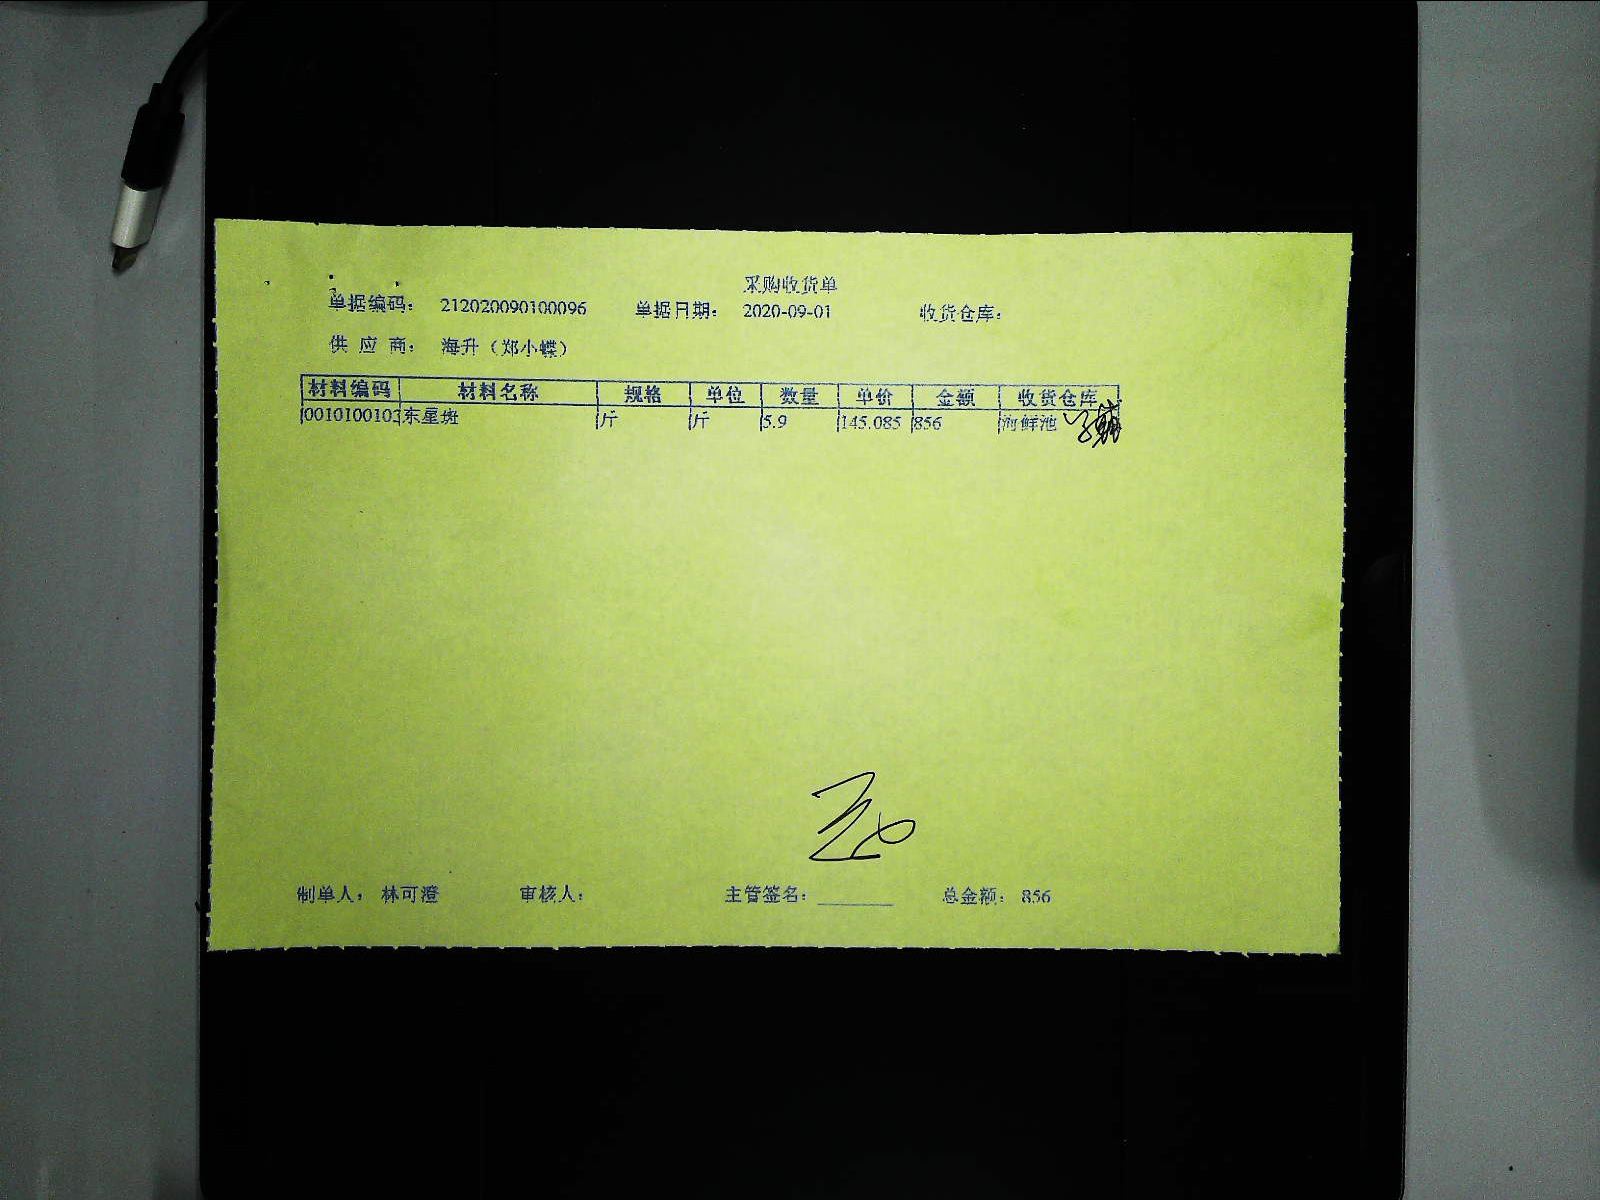 采购收货单
单据编码： 212020090100096 单据日期： 2020-09-01 收货仓库：
供 应 商： 海升（郑小蝶）
材料编码 材料名称 规格 单位 数量 单价 金额 收货仓库
0010100103 东星斑 斤 斤 5.9 145.085 856 海鲜池
制单人： 林可澄 审核人： 主管签名： 总金额： 856